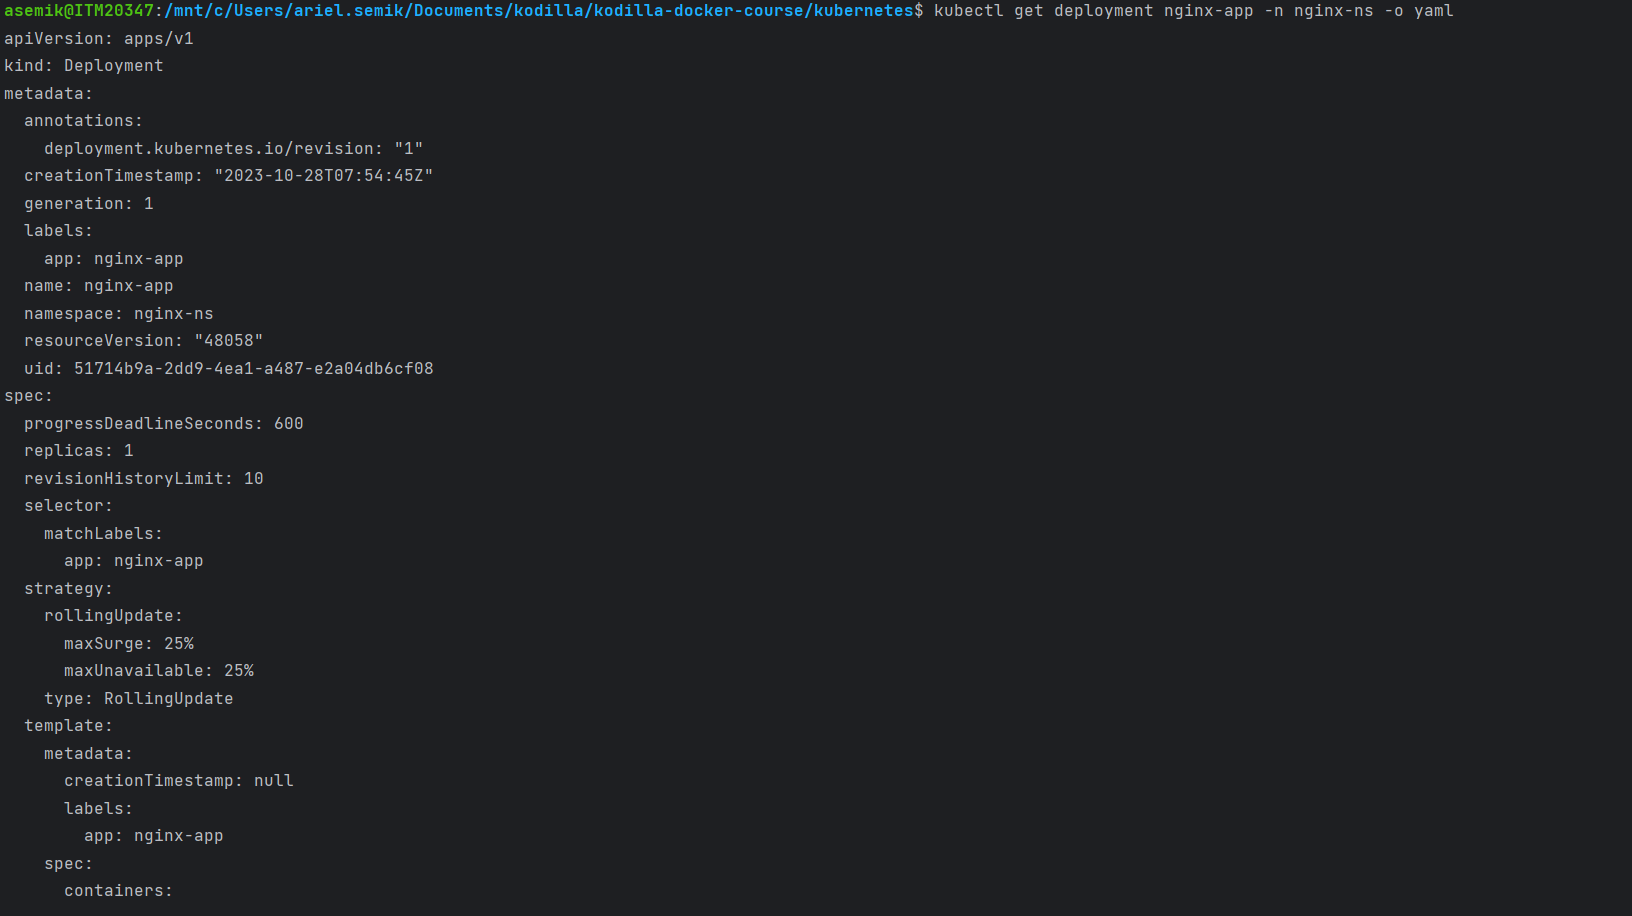 asemik@ITM20347:/mnt/c/Users/ariel.semik/Documents/kodilla/kodilla-docker-course/kubernetes$ kubectl get deployment nginx-app -n nginx-ns -o yaml
apiVersion: apps/v1
kind: Deployment
metadata:
  annotations:
    deployment.kubernetes.io/revision: "1"
  creationTimestamp: "2023-10-28T07:54:45Z"
  generation: 1
  labels:
    app: nginx-app
  name: nginx-app
  namespace: nginx-ns
  resourceVersion: "48058"
  uid: 51714b9a-2dd9-4ea1-a487-e2a04db6cf08
spec:
  progressDeadlineSeconds: 600
  replicas: 1
  revisionHistoryLimit: 10
  selector:
    matchLabels:
      app: nginx-app
  strategy:
    rollingUpdate:
      maxSurge: 25%
      maxUnavailable: 25%
    type: RollingUpdate
  template:
    metadata:
      creationTimestamp: null
      labels:
        app: nginx-app
    spec:
      containers: